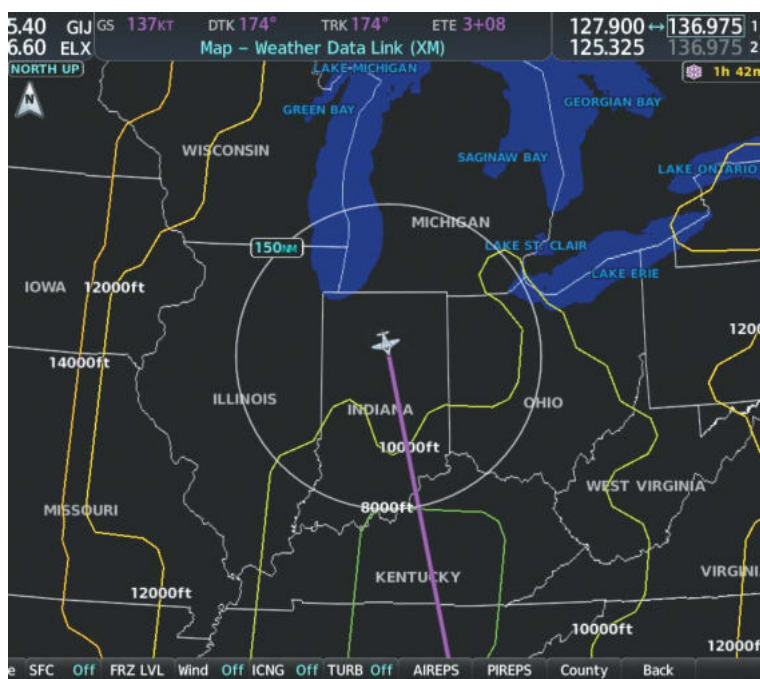 5.40 GIJ GS 137KT DTK 174° TRK 174° ETE 3+08 127.900 ↔ 136.975 1
6.60 ELX Map – Weather Data Link (XM) 125.325 136.975 2
NORTH UP
1h 42m
N
LAKE MICHIGAN
GREEN BAY
GEORGIAN BAY
WISCONSIN
SAGINAW BAY
LAKE ONTARIO
MICHIGAN
150NM
LAKE ST. CLAIR
LAKE ERIE
IOWA
12000ft
1200
14000ft
ILLINOIS
INDIANA
OHIO
10000ft
WEST VIRGINIA
MISSOURI
8000ft
KENTUCKY
VIRGINI
12000ft
10000ft
12000f
e SFC Off FRZ LVL Wind Off ICNG Off TURB Off AIREPS PIREPS County Back